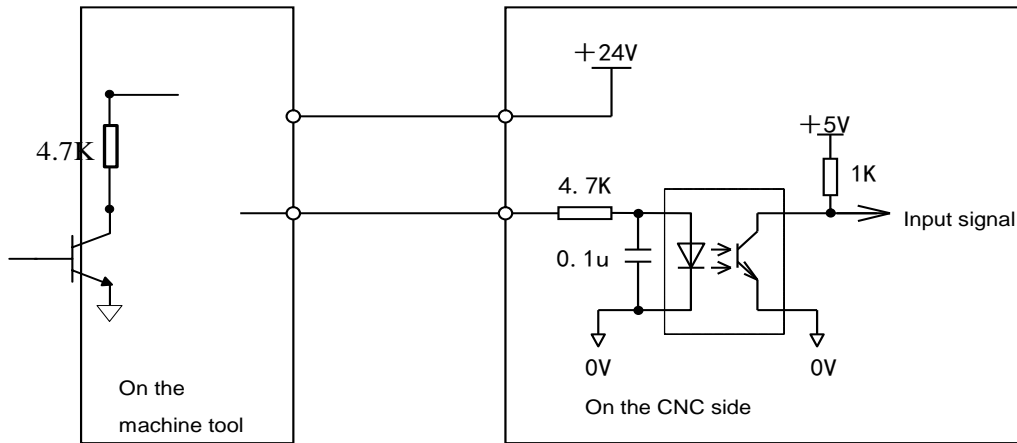 +24V
+5V
4.7K
1K
4.7K
Input signal
0.1u
0V
0V
On the
machine tool
On the CNC side